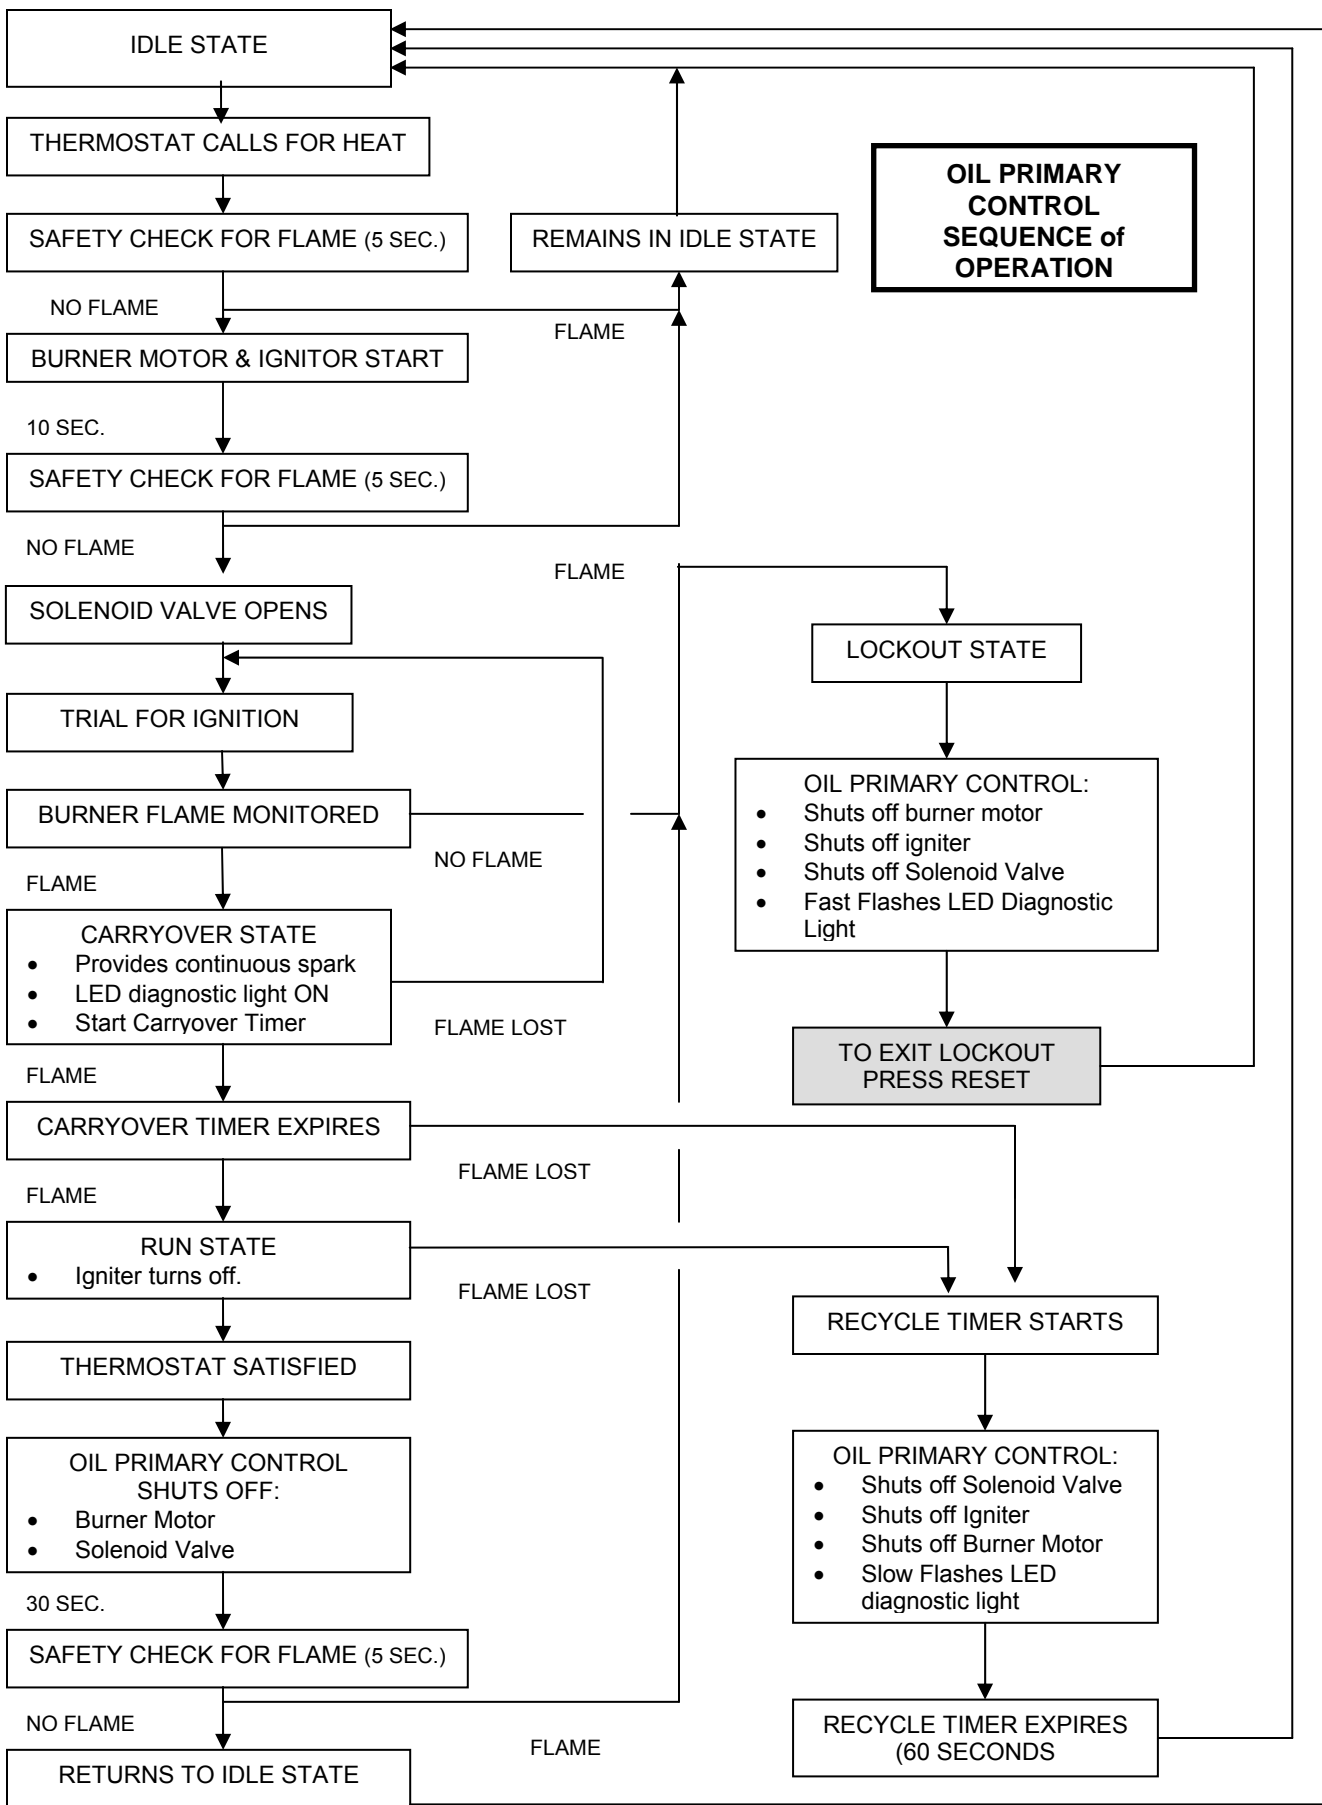 IDLE STATE
THERMOSTAT CALLS FOR HEAT
OIL PRIMARY
CONTROL
SEQUENCE of
OPERATION
SAFETY CHECK FOR FLAME (5 SEC.)
REMAINS IN IDLE STATE
NO FLAME
FLAME
BURNER MOTOR & IGNITOR START
10 SEC.
SAFETY CHECK FOR FLAME (5 SEC.)
NO FLAME
FLAME
SOLENOID VALVE OPENS
LOCKOUT STATE
TRIAL FOR IGNITION
BURNER FLAME MONITORED
NO FLAME
OIL PRIMARY CONTROL:
• Shuts off burner motor
• Shuts off igniter
• Shuts off Solenoid Valve
• Fast Flashes LED Diagnostic
Light
FLAME
CARRYOVER STATE
• Provides continuous spark
• LED diagnostic light ON
• Start Carryover Timer
FLAME LOST
TO EXIT LOCKOUT
PRESS RESET
FLAME
CARRYOVER TIMER EXPIRES
FLAME LOST
FLAME
RUN STATE
• Igniter turns off.
FLAME LOST
RECYCLE TIMER STARTS
THERMOSTAT SATISFIED
OIL PRIMARY CONTROL
SHUTS OFF:
• Burner Motor
• Solenoid Valve
OIL PRIMARY CONTROL:
• Shuts off Solenoid Valve
• Shuts off Igniter
• Shuts off Burner Motor
• Slow Flashes LED
diagnostic light
30 SEC.
SAFETY CHECK FOR FLAME (5 SEC.)
NO FLAME
FLAME
RECYCLE TIMER EXPIRES
(60 SECONDS
RETURNS TO IDLE STATE